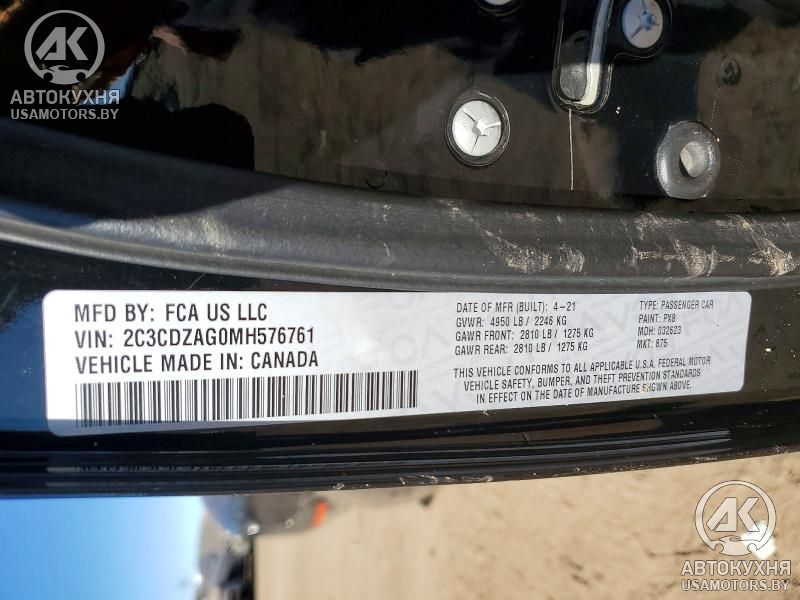 AK
АВТОКУХНЯ
USAMOTORS.BY
MFD BY: FCA US LLC
VIN: 2C3CDZAG0MH576761
VEHICLE MADE IN: CANADA
DATE OF MFR (BUILT): 4-21
GVWR: 4950 LB / 2246 KG
GAWR FRONT: 2810 LB / 1275 KG
GAWR REAR: 2810 LB / 1275 KG
TYPE: PASSENGER CAR
PAINT: PX8
MDH: 032623
MKT: 875
THIS VEHICLE CONFORMS TO ALL APPLICABLE U.S.A. FEDERAL MOTOR
VEHICLE SAFETY, BUMPER, AND THEFT PREVENTION STANDARDS
IN EFFECT ON THE DATE OF MANUFACTURE SHOWN ABOVE.
AK
АВТОКУХНЯ
USAMOTORS.BY